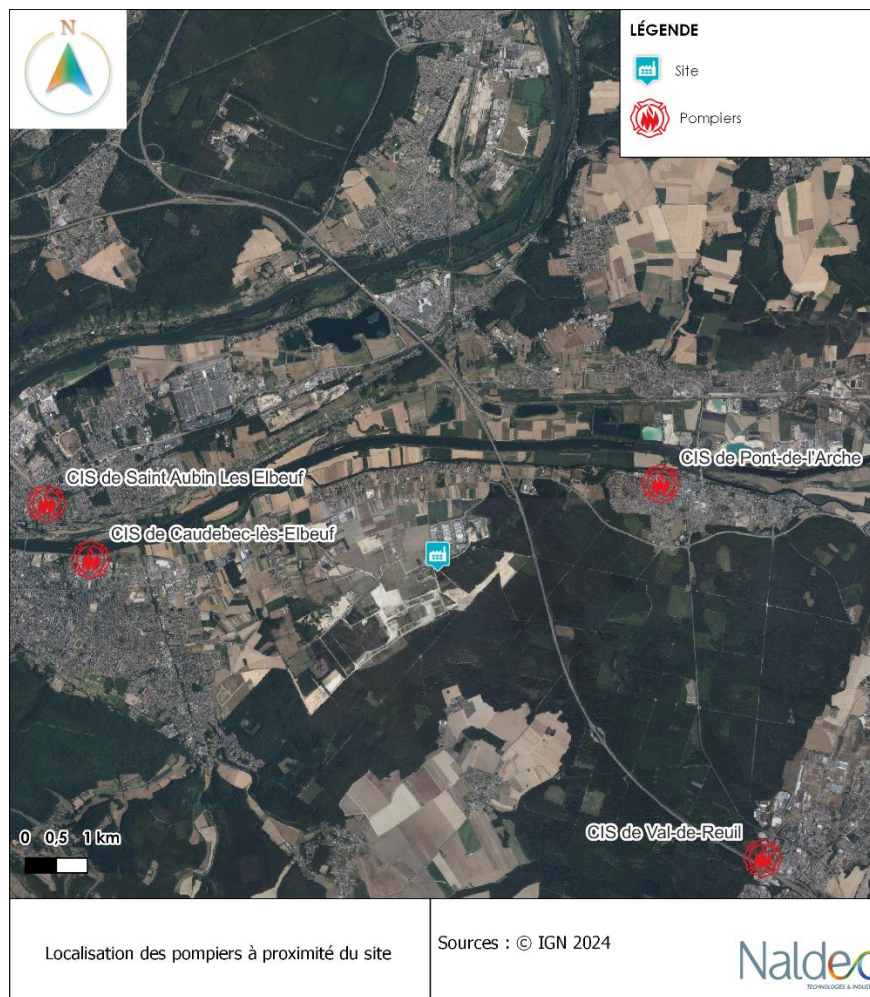 N
LÉGENDE
Site
Pompiers
CIS de Pont-de-l'Arche
CIS de Saint Aubin Les Elbeuf
CIS de Caudebec-lès-Elbeuf
CIS de Val-de-Reuil
0 0,5 1 km
Localisation des pompiers à proximité du site
Sources : © IGN 2024
Naldeo
TECHNOLOGIES & INDUST